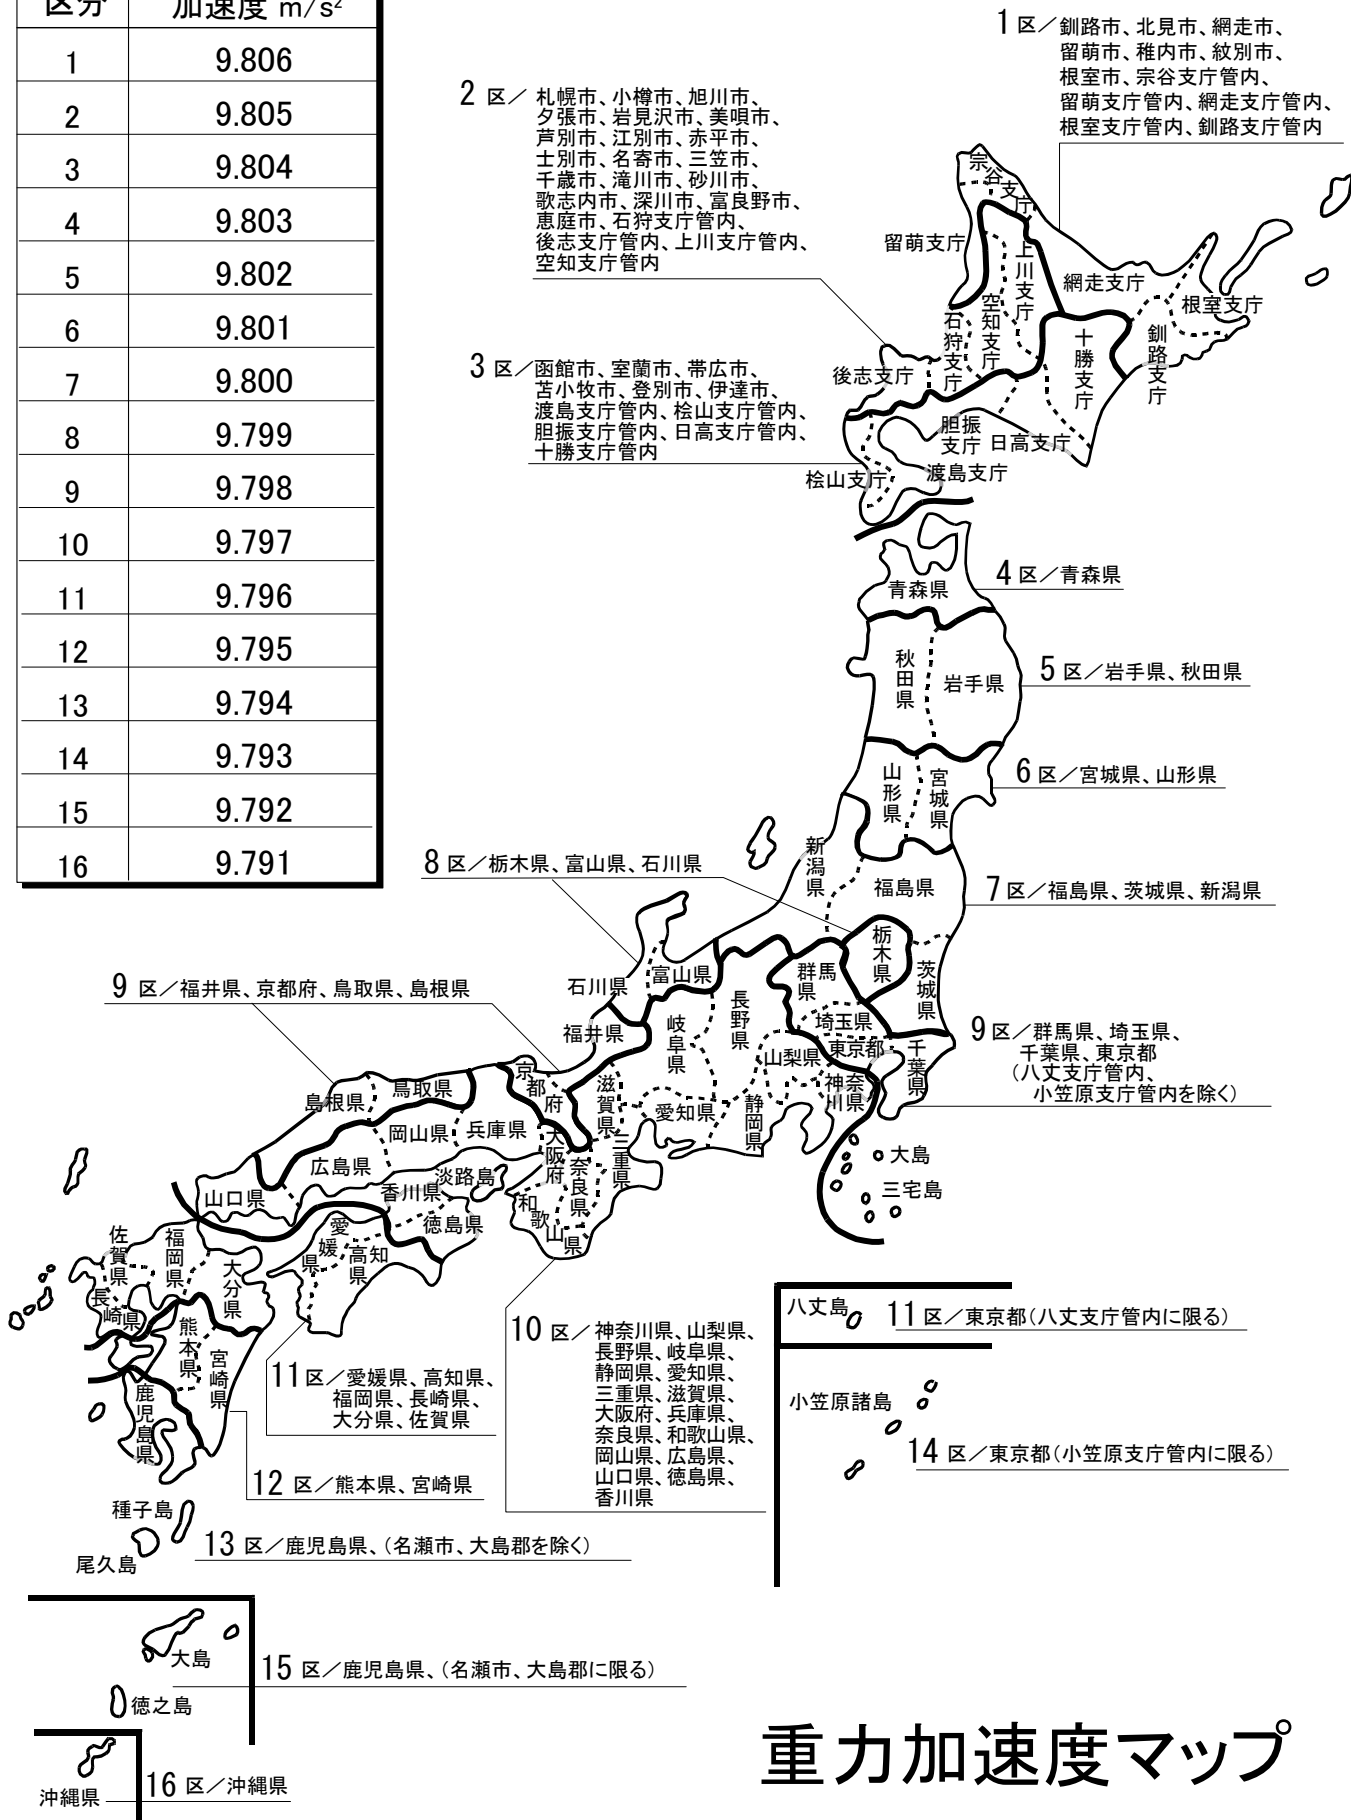 区分 加速度 m/s²
1 9.806
2 9.805
3 9.804
4 9.803
5 9.802
6 9.801
7 9.800
8 9.799
9 9.798
10 9.797
11 9.796
12 9.795
13 9.794
14 9.793
15 9.792
16 9.791
1 区／釧路市、北見市、網走市、
留萌市、稚内市、紋別市、
根室市、宗谷支庁管内、
留萌支庁管内、網走支庁管内、
根室支庁管内、釧路支庁管内
2 区／札幌市、小樽市、旭川市、
夕張市、岩見沢市、美唄市、
芦別市、江別市、赤平市、
士別市、名寄市、三笠市、
千歳市、滝川市、砂川市、
歌志内市、深川市、富良野市、
恵庭市、石狩支庁管内、
後志支庁管内、上川支庁管内、
空知支庁管内
3 区／函館市、室蘭市、帯広市、
苫小牧市、登別市、伊達市、
渡島支庁管内、桧山支庁管内、
胆振支庁管内、日高支庁管内、
十勝支庁管内
宗谷支庁
留萌支庁
上川支庁
網走支庁
根室支庁
空知支庁
石狩支庁
十勝支庁
釧路支庁
後志支庁
胆振
支庁
日高支庁
桧山支庁
渡島支庁
青森県
4 区／青森県
秋田県
岩手県
5 区／岩手県、秋田県
山形県
宮城県
6 区／宮城県、山形県
新潟県
福島県
7 区／福島県、茨城県、新潟県
8 区／栃木県、富山県、石川県
栃木県
茨城県
群馬
県
富山県
石川県
9 区／福井県、京都府、鳥取県、島根県
福井県
岐阜県
長野県
埼玉県
東京都
山梨県
千葉県
神奈
川県
9 区／群馬県、埼玉県、
千葉県、東京都
（八丈支庁管内、
小笠原支庁管内を除く）
京都府
滋賀県
愛知県
静岡県
鳥取県
島根県
岡山県
兵庫県
大阪府
奈良県
三重県
広島県
淡路島
山口県
香川県
徳島県
和歌山県
大島
三宅島
愛媛県
高知
県
佐賀県
福岡県
大分県
長崎県
熊本県
宮崎県
鹿児島県
10 区／神奈川県、山梨県、
長野県、岐阜県、
静岡県、愛知県、
三重県、滋賀県、
大阪府、兵庫県、
奈良県、和歌山県、
岡山県、広島県、
山口県、徳島県、
香川県
八丈島
11 区／東京都（八丈支庁管内に限る）
11 区／愛媛県、高知県、
福岡県、長崎県、
大分県、佐賀県
小笠原諸島
14 区／東京都（小笠原支庁管内に限る）
12 区／熊本県、宮崎県
種子島
尾久島
13 区／鹿児島県、（名瀬市、大島郡を除く）
大島
15 区／鹿児島県、（名瀬市、大島郡に限る）
徳之島
沖縄県
16 区／沖縄県
重力加速度マップ